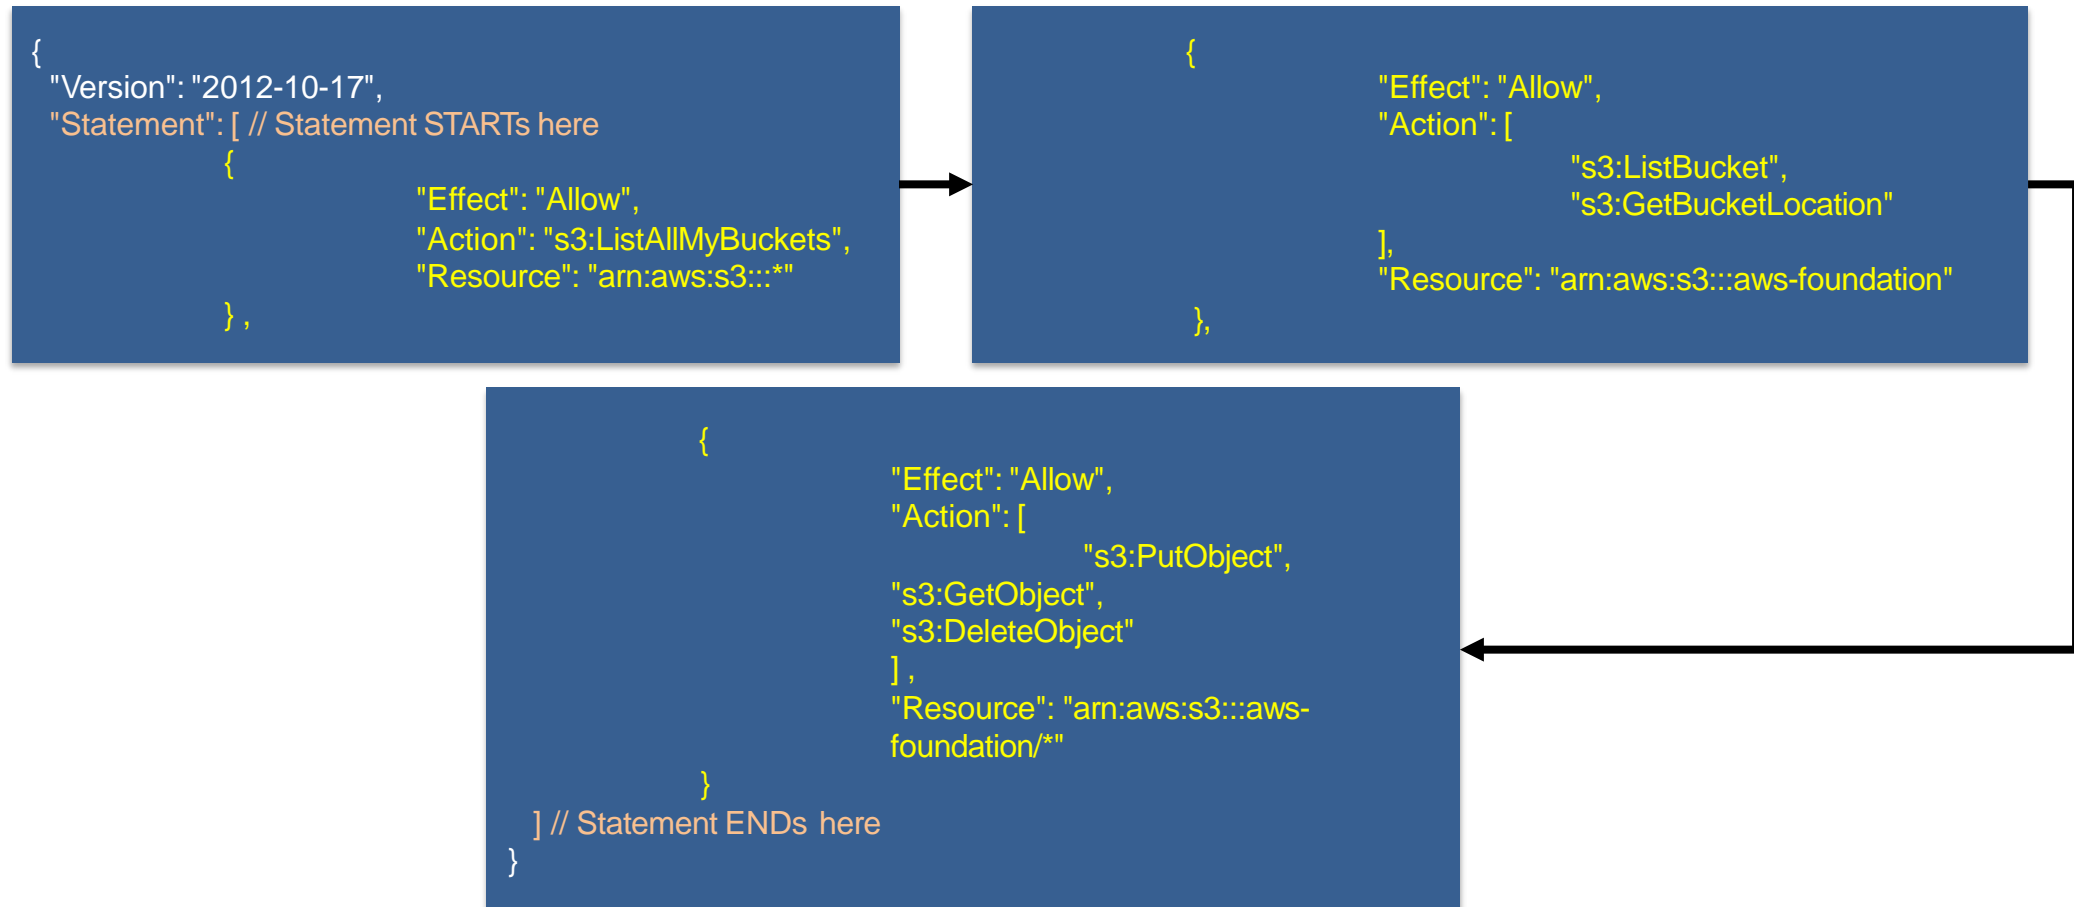 {
"Version": "2012-10-17",
"Statement": [ // Statement STARTs here
{
"Effect": "Allow",
"Action": "s3:ListAllMyBuckets",
"Resource": "arn:aws:s3:::*"
} ,
{
"Effect": "Allow",
"Action": [
"s3:ListBucket",
"s3:GetBucketLocation"
],
"Resource": "arn:aws:s3:::aws-foundation"
},
{
"Effect": "Allow",
"Action": [
"s3:PutObject",
"s3:GetObject",
"s3:DeleteObject"
] ,
"Resource": "arn:aws:s3:::aws-
foundation/*"
}
] // Statement ENDs here
}